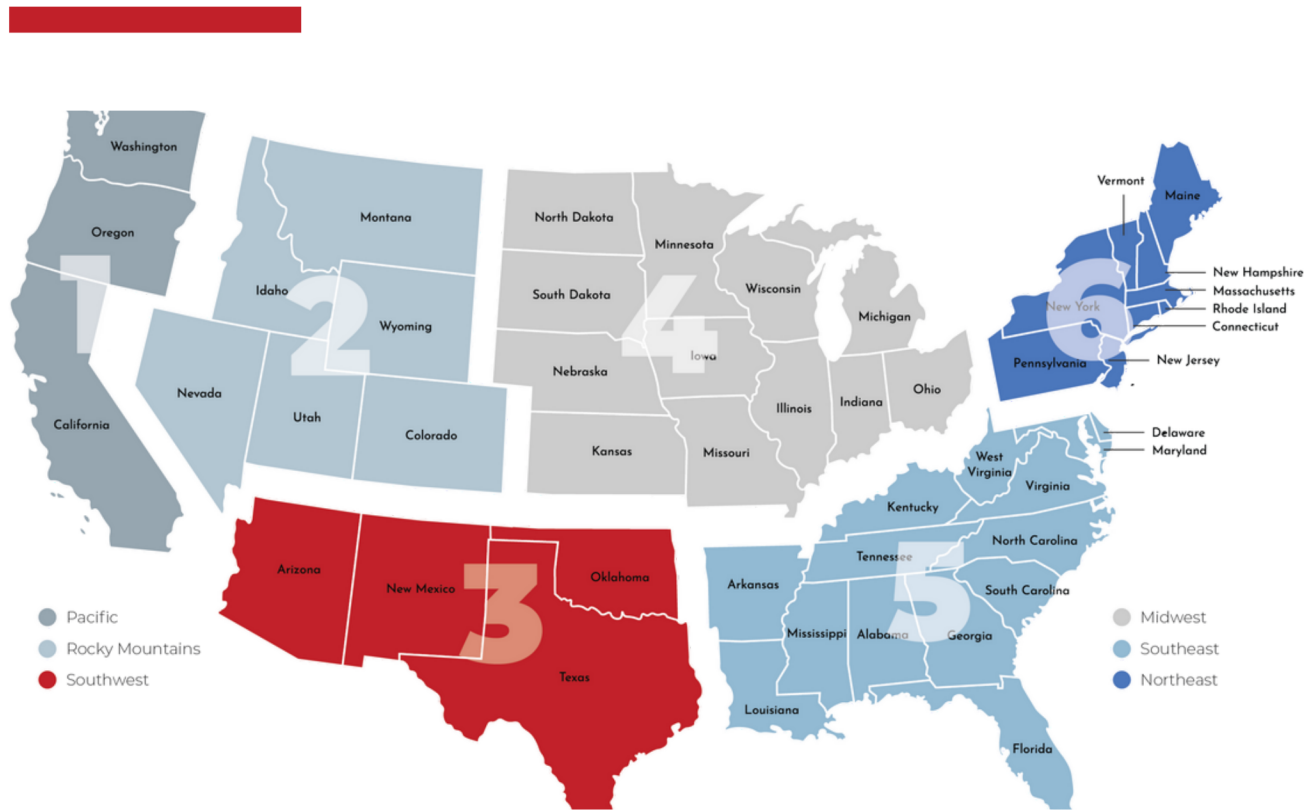 Washington
Oregon
California
1
Montana
Idaho
Wyoming
Nevada
Utah
Colorado
2
Arizona
New Mexico
Oklahoma
Texas
3
North Dakota
South Dakota
Nebraska
Kansas
Minnesota
Iowa
Missouri
Wisconsin
Illinois
Michigan
Indiana
Ohio
4
Arkansas
Louisiana
Mississippi
Alabama
Tennessee
Kentucky
West
Virginia
Virginia
North Carolina
South Carolina
Georgia
Florida
Delaware
Maryland
5
Vermont
Maine
New Hampshire
Massachusetts
Rhode Island
Connecticut
New Jersey
New York
Pennsylvania
6
Pacific
Rocky Mountains
Southwest
Midwest
Southeast
Northeast